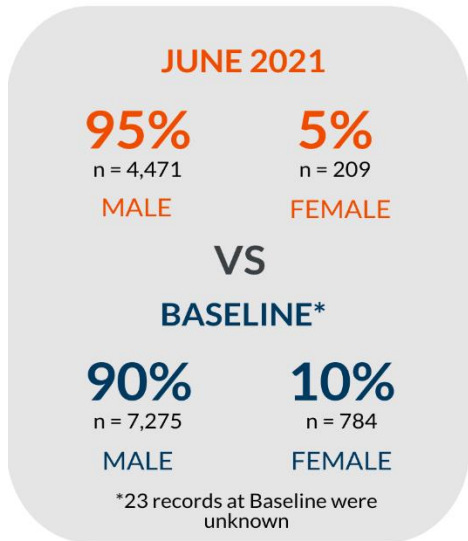 JUNE 2021
95% 5%
n = 4,471 n = 209
MALE FEMALE
VS
BASELINE*
90% 10%
n = 7,275 n = 784
MALE FEMALE
*23 records at Baseline were
unknown